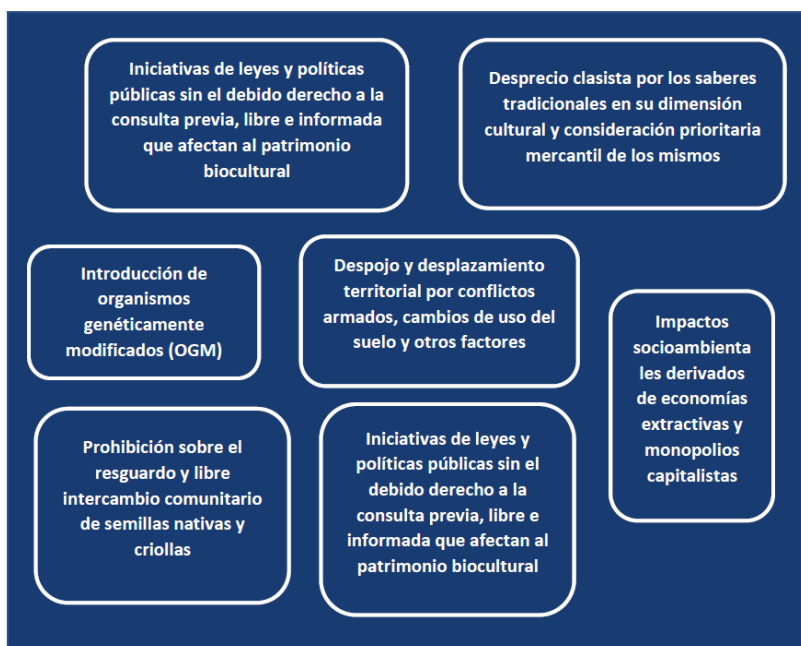 Iniciativas de leyes y políticas
públicas sin el debido derecho a la
consulta previa, libre e informada
que afectan al patrimonio
biocultural
Desprecio clasista por los saberes
tradicionales en su dimensión
cultural y consideración prioritaria
mercantil de los mismos
Introducción de
organismos
genéticamente
modificados (OGM)
Despojo y desplazamiento
territorial por conflictos
armados, cambios de uso del
suelo y otros factores
Impactos
socioambienta
les derivados
de economías
extractivas y
monopolios
capitalistas
Prohibición sobre el
resguardo y libre
intercambio comunitario
de semillas nativas y
criollas
Iniciativas de leyes y
políticas públicas sin el
debido derecho a la
consulta previa, libre e
informada que afectan al
patrimonio biocultural